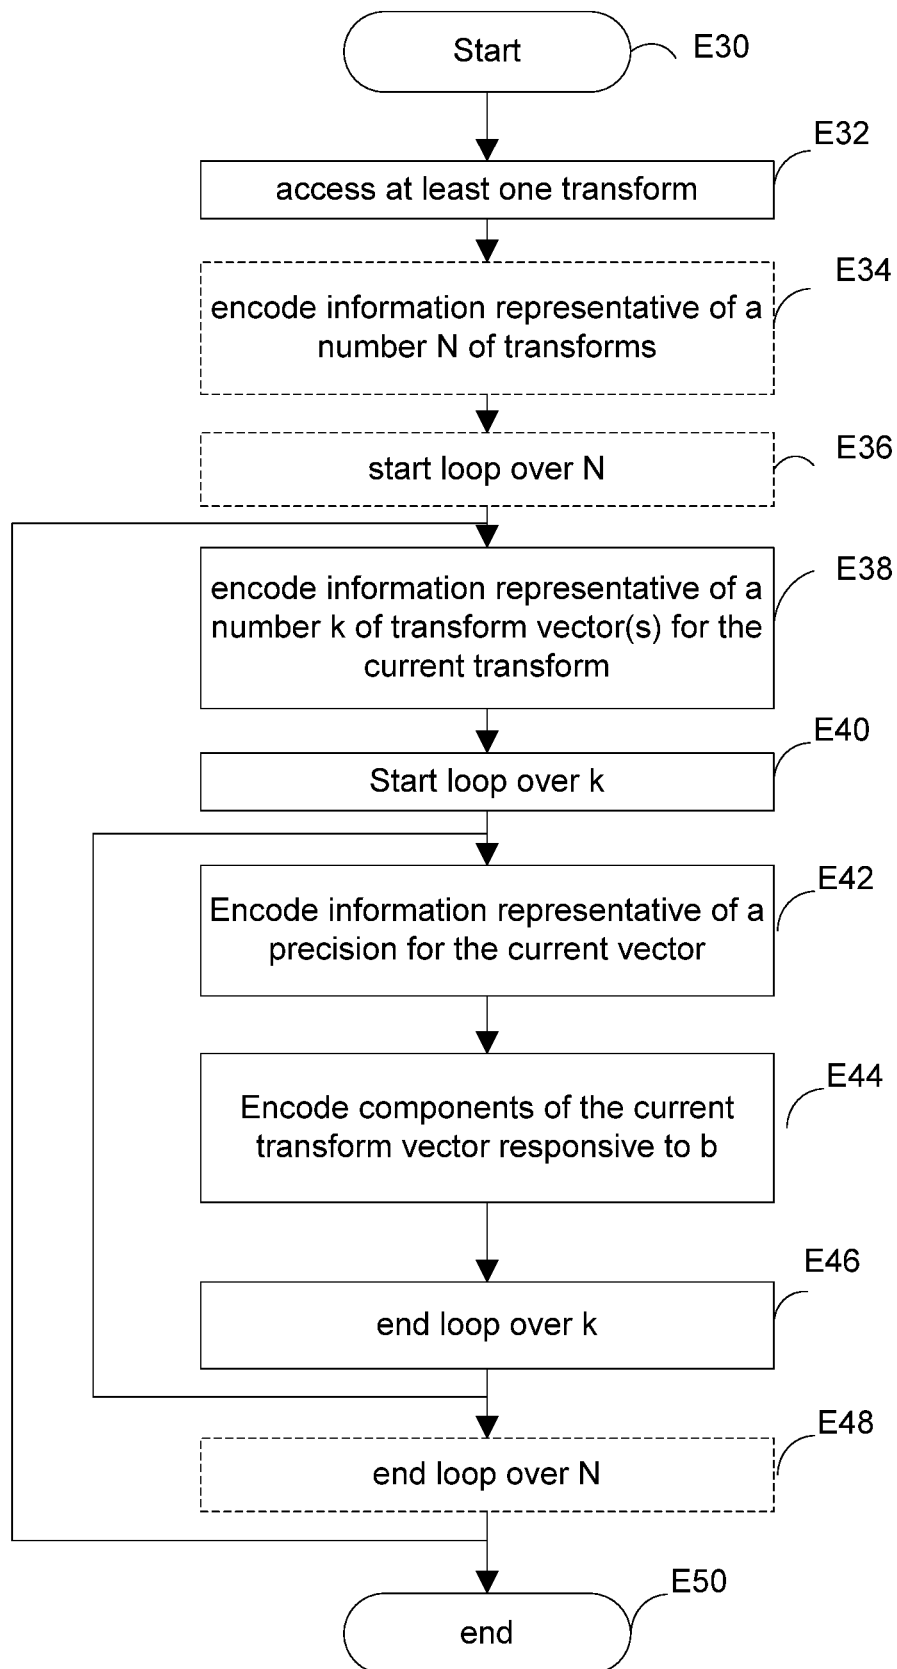 Start
E30
E32
access at least one transform
E34
encode information representative of a
number N of transforms
E36
start loop over N
E38
encode information representative of a
number k of transform vector(s) for the
current transform
E40
Start loop over k
E42
Encode information representative of a
precision for the current vector
E44
Encode components of the current
transform vector responsive to b
E46
end loop over k
E48
end loop over N
E50
end